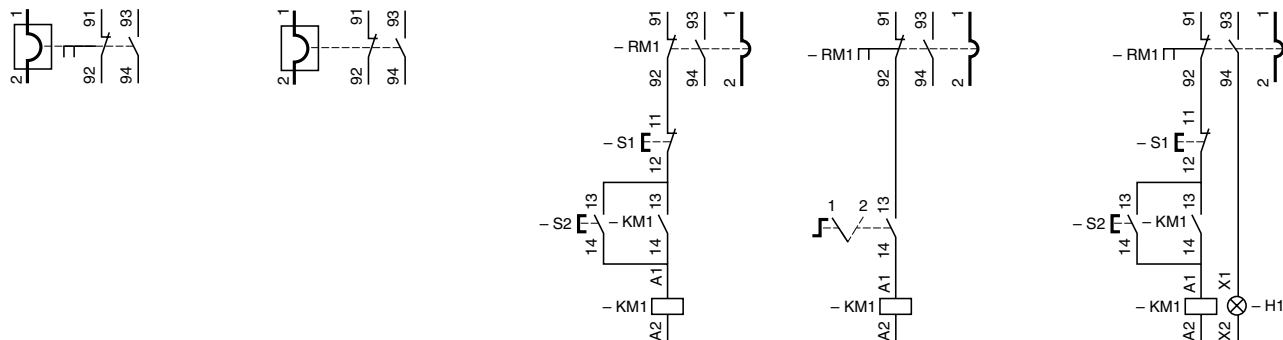 1 91 93
2 92 94
1 91 93
2 92 94
91 93 1
– RM1
92 94 2
11
– S1
12
13 13
– S2 – KM1
14 14
A1
– KM1
A2
91 93 1
– RM1
92 94 2
1 2 13
14
A1
– KM1
A2
91 93 1
– RM1
92 94 2
11
– S1
12
13 13
– S2 – KM1
14 14
A1 X1
– KM1 – H1
A2 X2